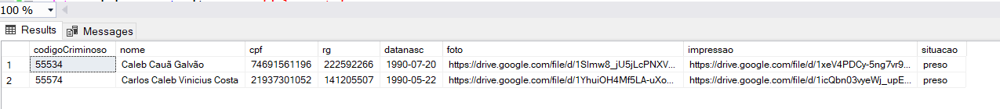 100 %
Results Messages
codigoCriminoso nome cpf rg datanasc foto impressao situacao
1 55534 Caleb Cauã Galvão 74691561196 222592266 1990-07-20 https://drive.google.com/file/d/1SImw8_jU5jLcPNXV... https://drive.google.com/file/d/1xeV4PDCy-5ng7vr9... preso
2 55574 Carlos Caleb Vinicius Costa 21937301052 141205507 1990-05-22 https://drive.google.com/file/d/1YhuiOH4Mf5LA-uXo... https://drive.google.com/file/d/1icQbn03vyeWj_upE... preso